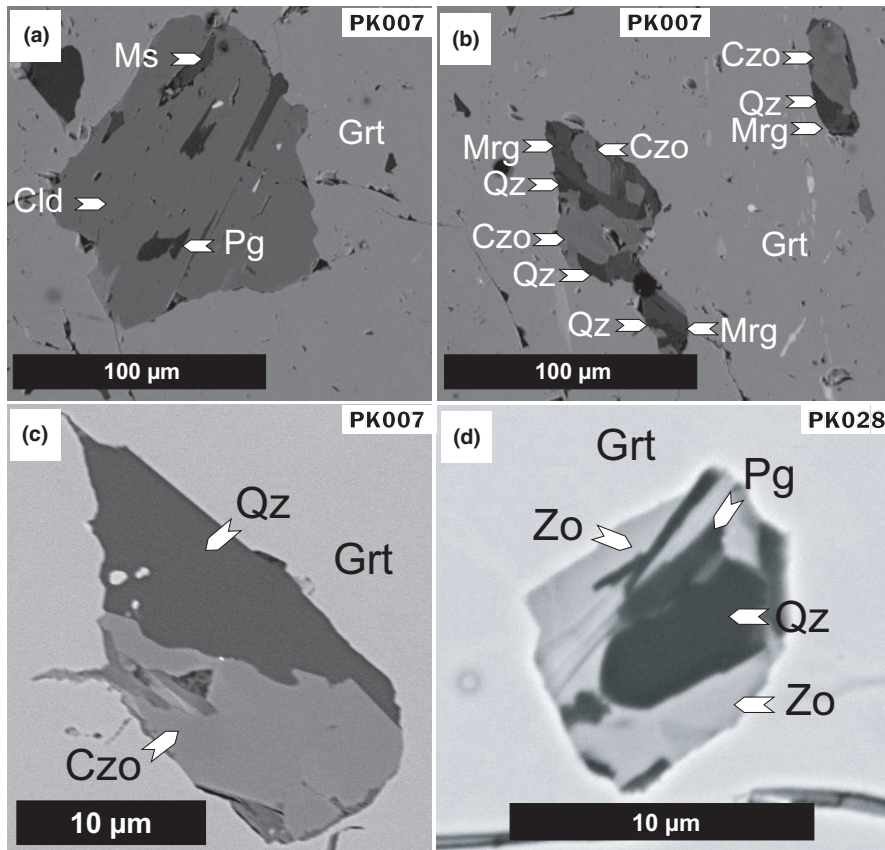 (a)
PK007
Ms
Grt
Cld
Pg
100 µm
(b)
PK007
Czo
Qz
Mrg
Mrg
Czo
Qz
Czo
Grt
Qz
Qz
Mrg
100 µm
(c)
PK007
Qz
Grt
Czo
10 µm
(d)
PK028
Grt
Pg
Zo
Qz
Zo
10 µm